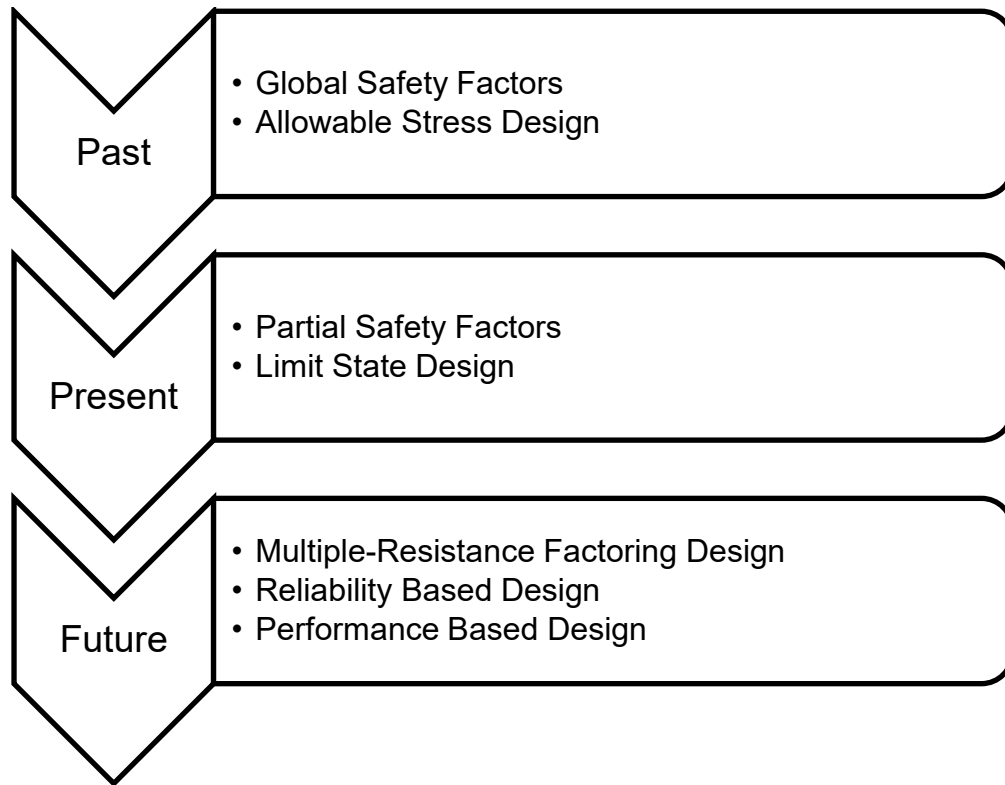 Past
• Global Safety Factors
• Allowable Stress Design
Present
• Partial Safety Factors
• Limit State Design
Future
• Multiple-Resistance Factoring Design
• Reliability Based Design
• Performance Based Design